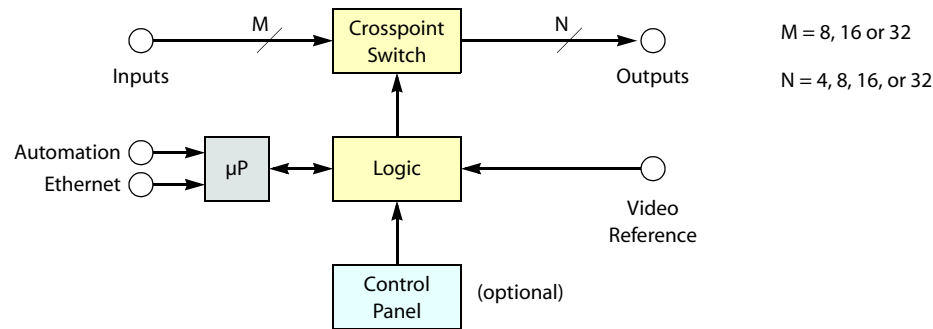 M
Crosspoint
Switch
N
M = 8, 16 or 32
Inputs
Outputs
N = 4, 8, 16, or 32
Automation
Ethernet
µP
Logic
Video
Reference
Control
Panel
(optional)